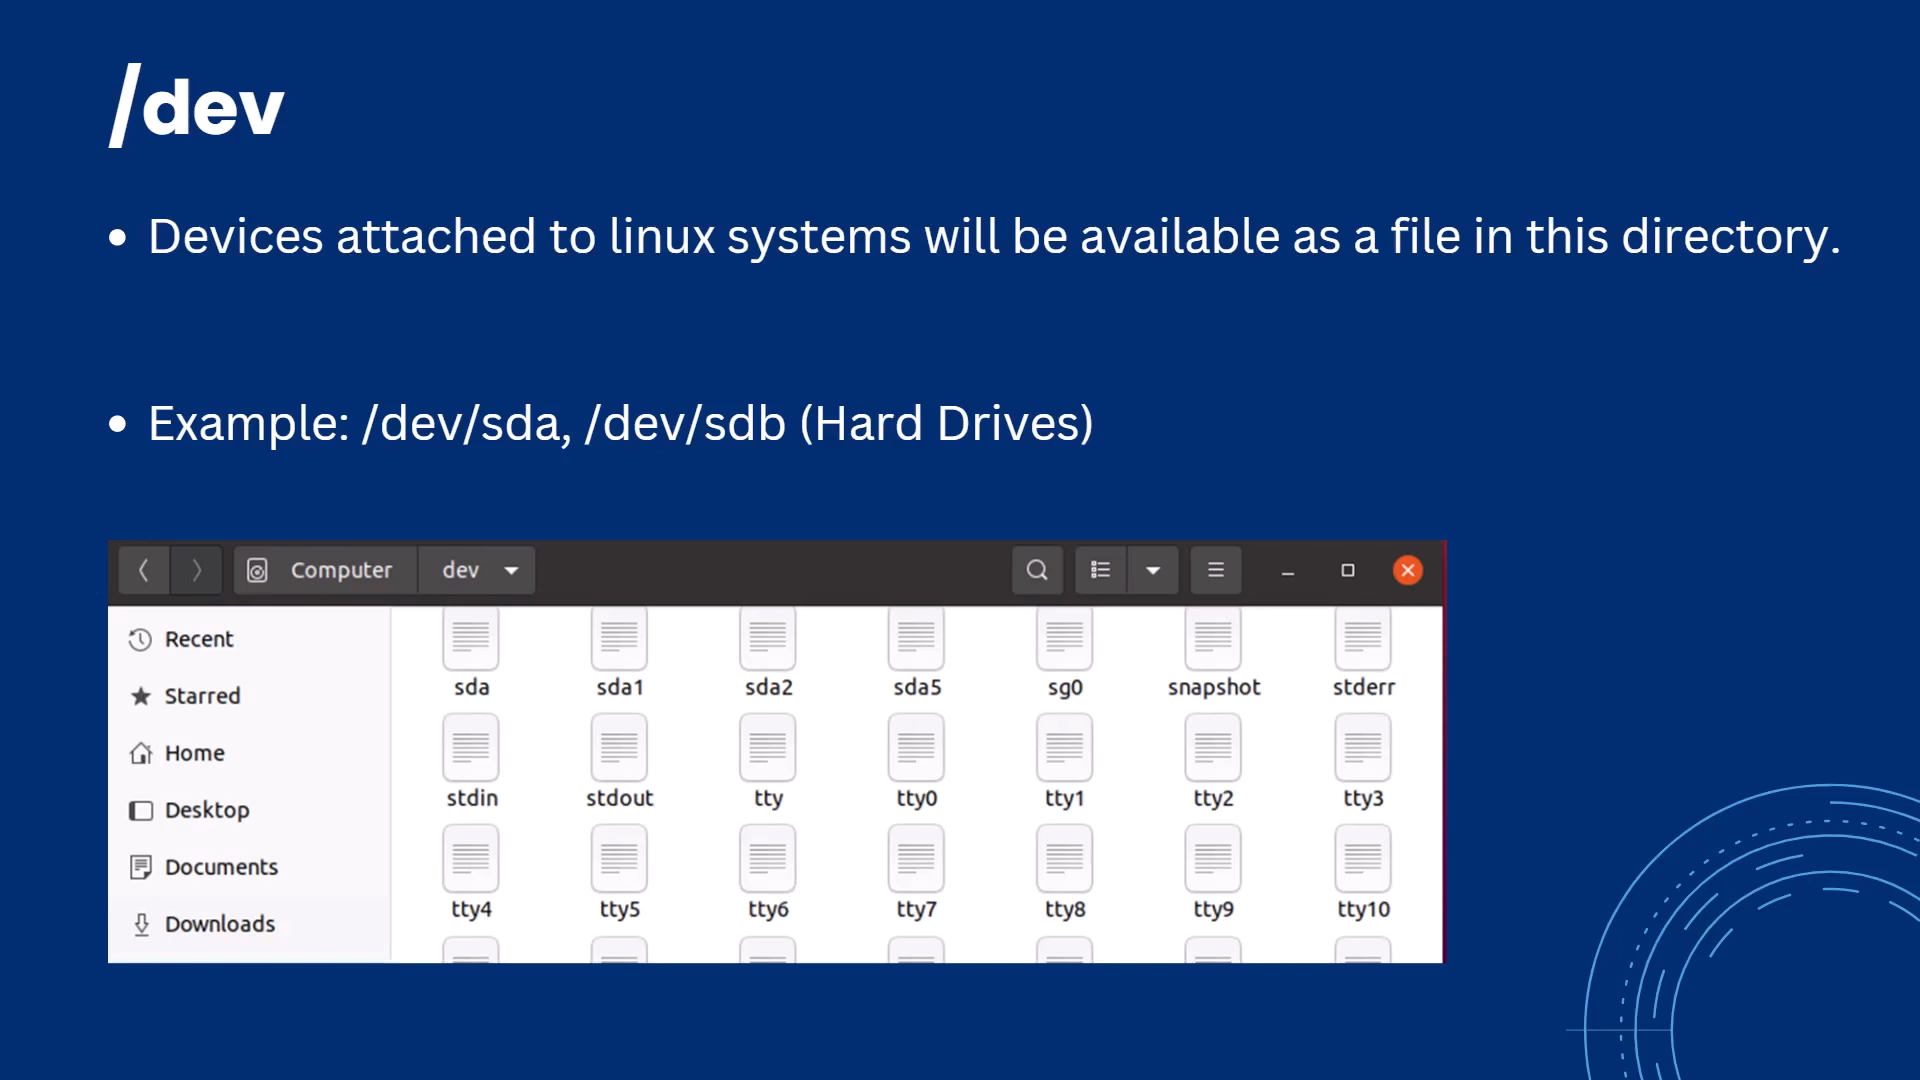 /dev
• Devices attached to linux systems will be available as a file in this directory.
• Example: /dev/sda, /dev/sdb (Hard Drives)
Computer dev
Recent
Starred
Home
Desktop
Documents
Downloads
sda sda1 sda2 sda5 sg0 snapshot stderr
stdin stdout tty tty0 tty1 tty2 tty3
tty4 tty5 tty6 tty7 tty8 tty9 tty10